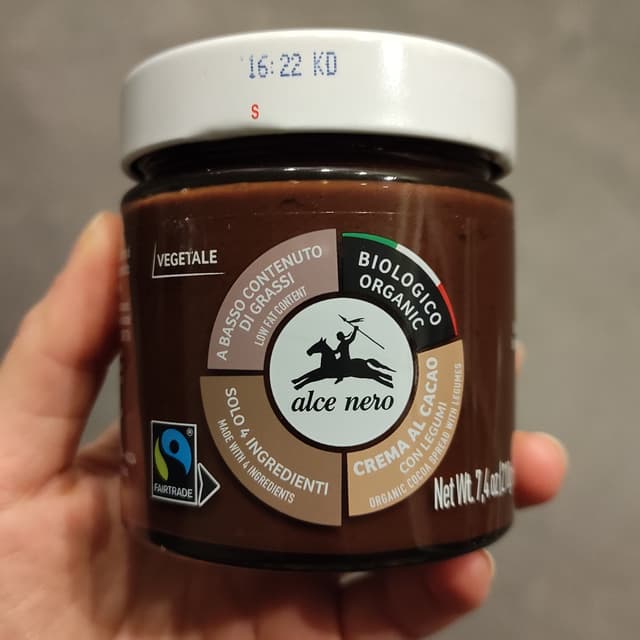 16:22 KD
S
VEGETALE
A BASSO CONTENUTO
DI GRASSI
LOW FAT CONTENT
BIOLOGICO
ORGANIC
alce nero
SOLO 4 INGREDIENTI
MADE WITH 4 INGREDIENTS
CREMA AL CACAO
CON LEGUMI
ORGANIC COCOA SPREAD WITH LEGUMES
FAIRTRADE
®
Net Wt. 7,4 oz